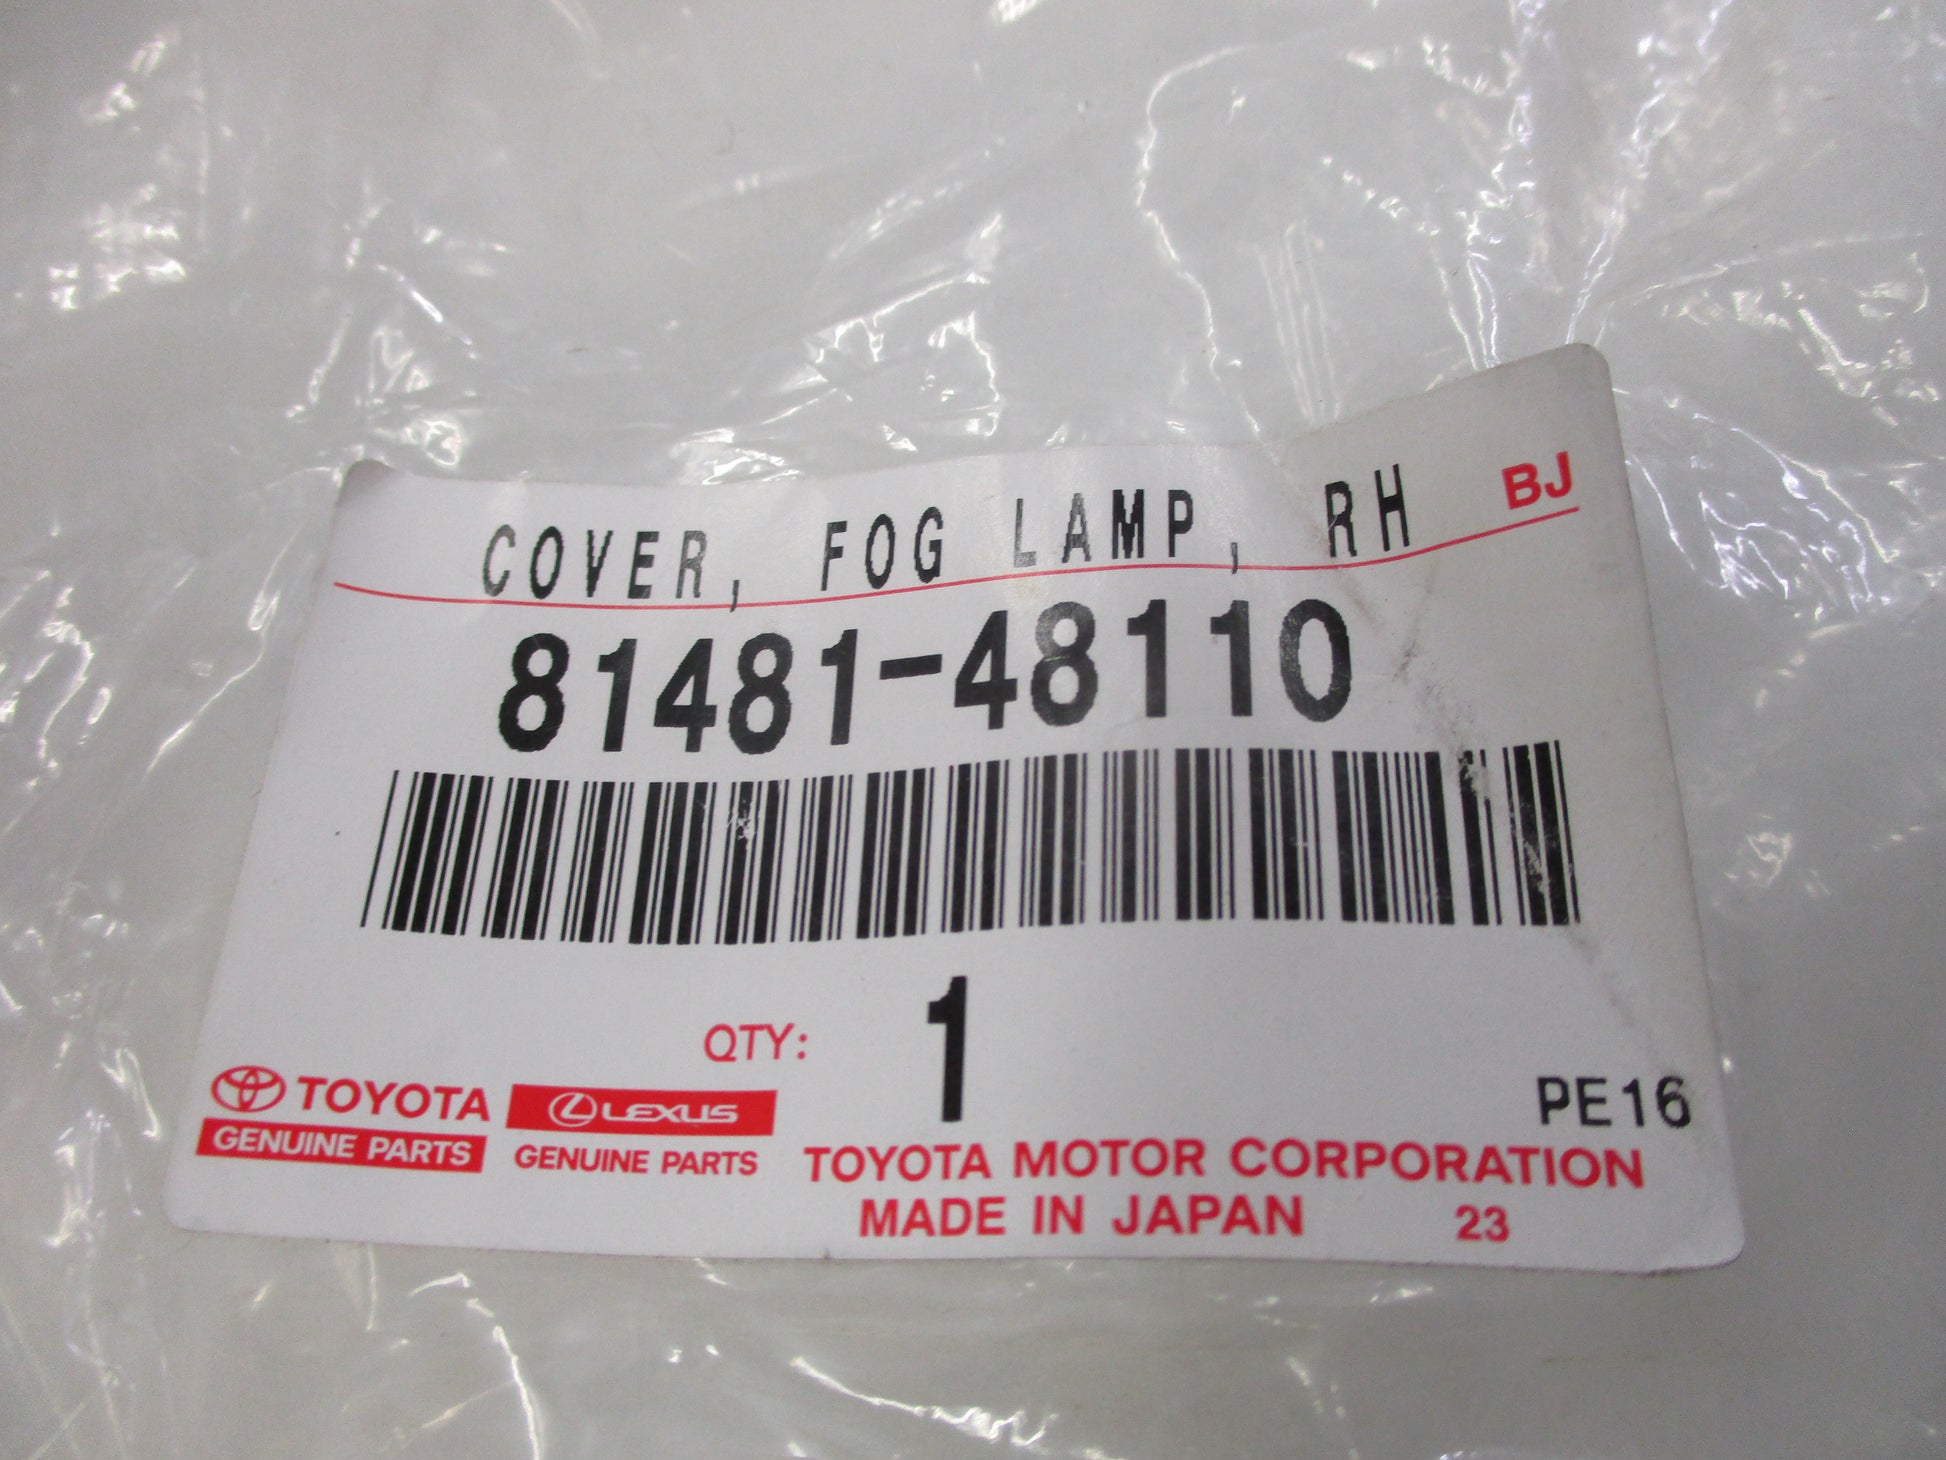 COVER, FOG LAMP, RH BJ
81481-48110
QTY: 1
PE16
TOYOTA
GENUINE PARTS
LEXUS
GENUINE PARTS
TOYOTA MOTOR CORPORATION
MADE IN JAPAN 23